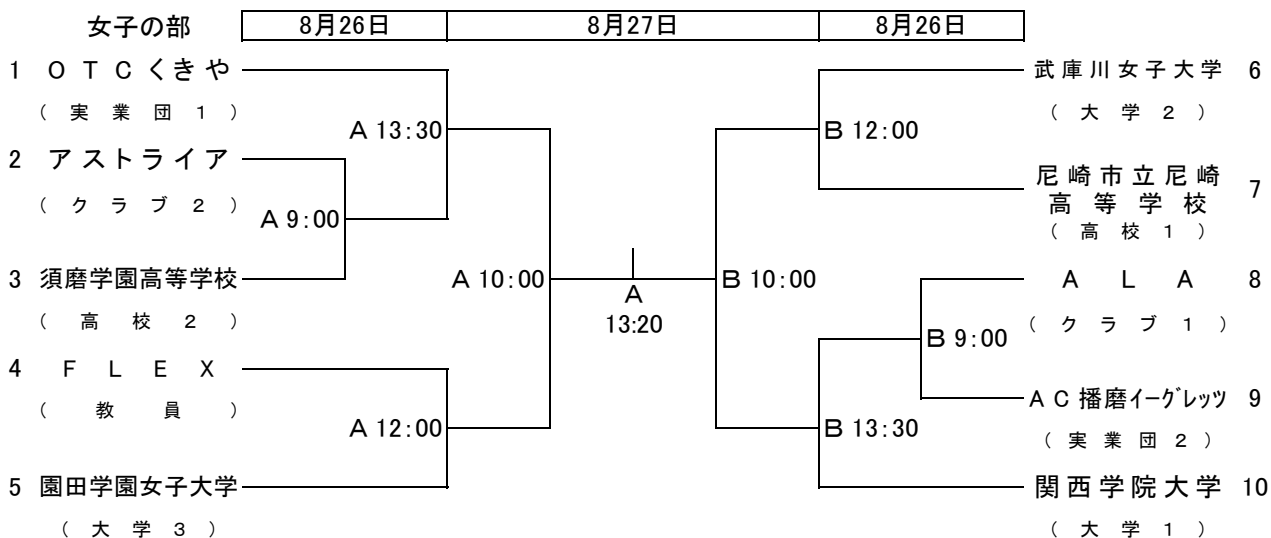 女子の部 8月26日 8月27日 8月26日
1 ＯＴＣくきや
（実業団１）
A 13:30
2 アストライア
（クラブ２）
A 9:00
3 須磨学園高等学校
（高校２）
A 10:00
4 ＦＬＥＸ
（教員）
A 12:00
5 園田学園女子大学
（大学３）
A
13:20
武庫川女子大学 6
（大学２）
B 12:00
尼崎市立尼崎
高等学校 7
（高校１）
B 10:00
ＡＬＡ 8
（クラブ１）
B 9:00
ＡＣ播磨ｲｰｸﾞﾚｯﾂ 9
（実業団２）
B 13:30
関西学院大学 10
（大学１）